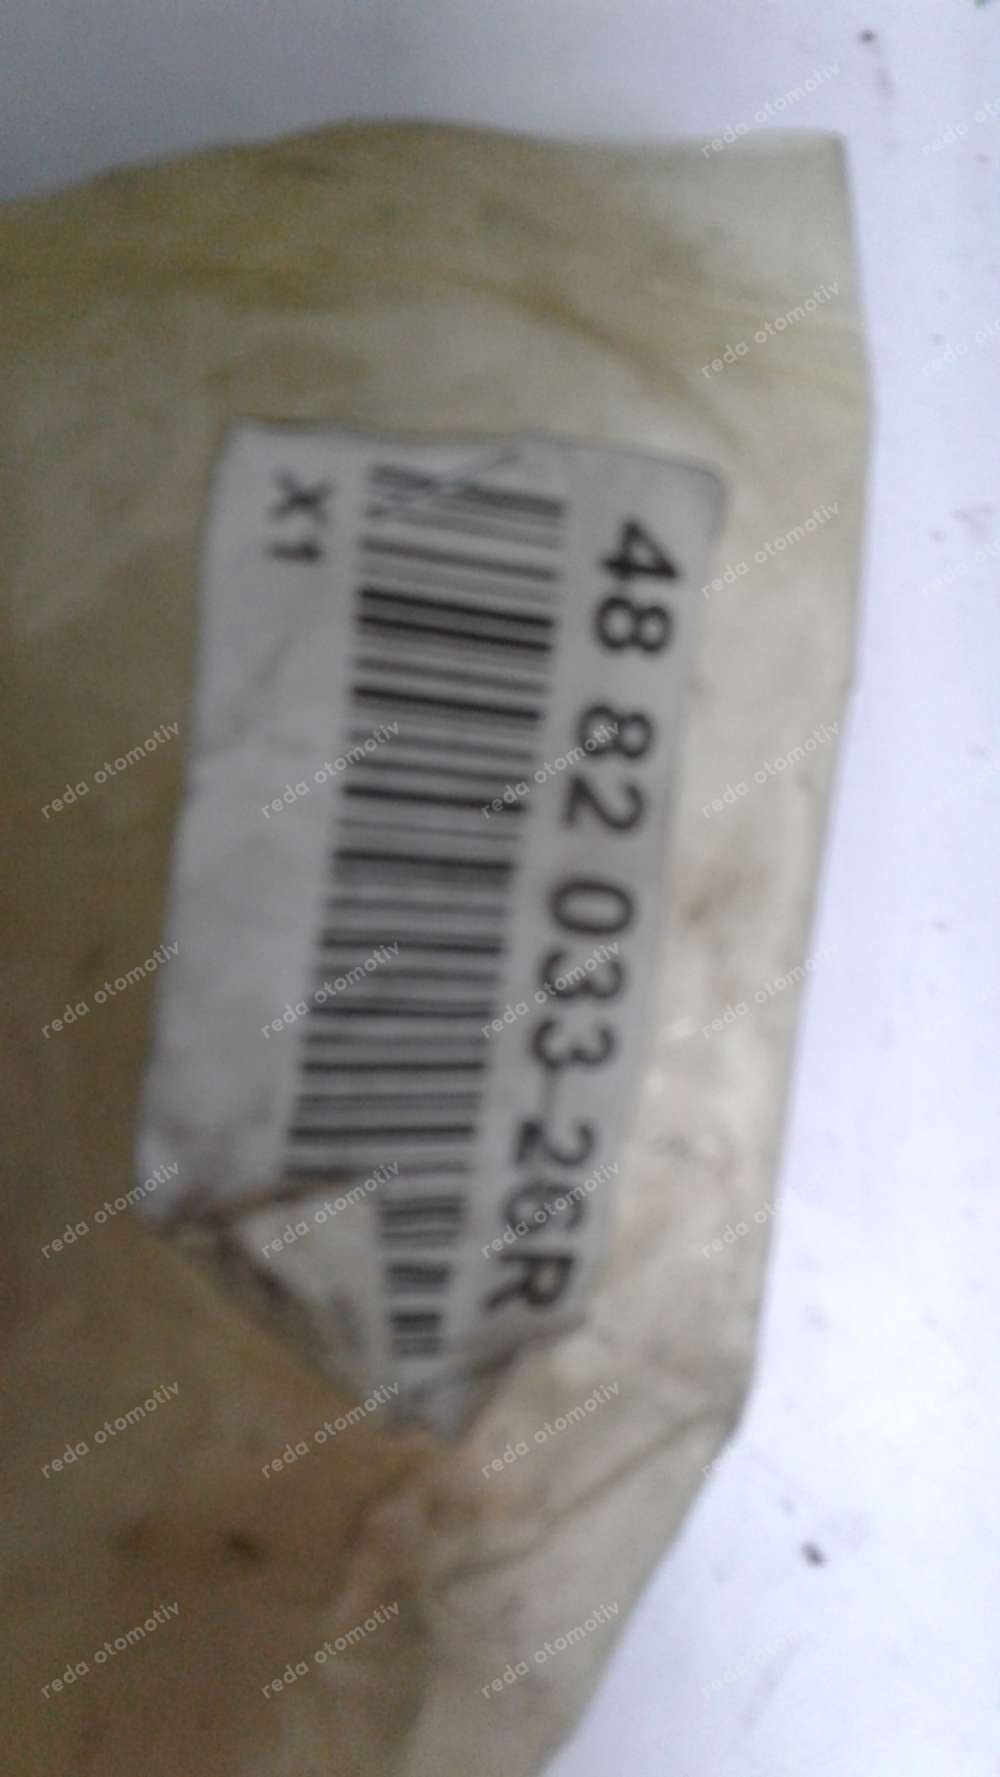 48 82 033-26R
X1
reda otomotiv